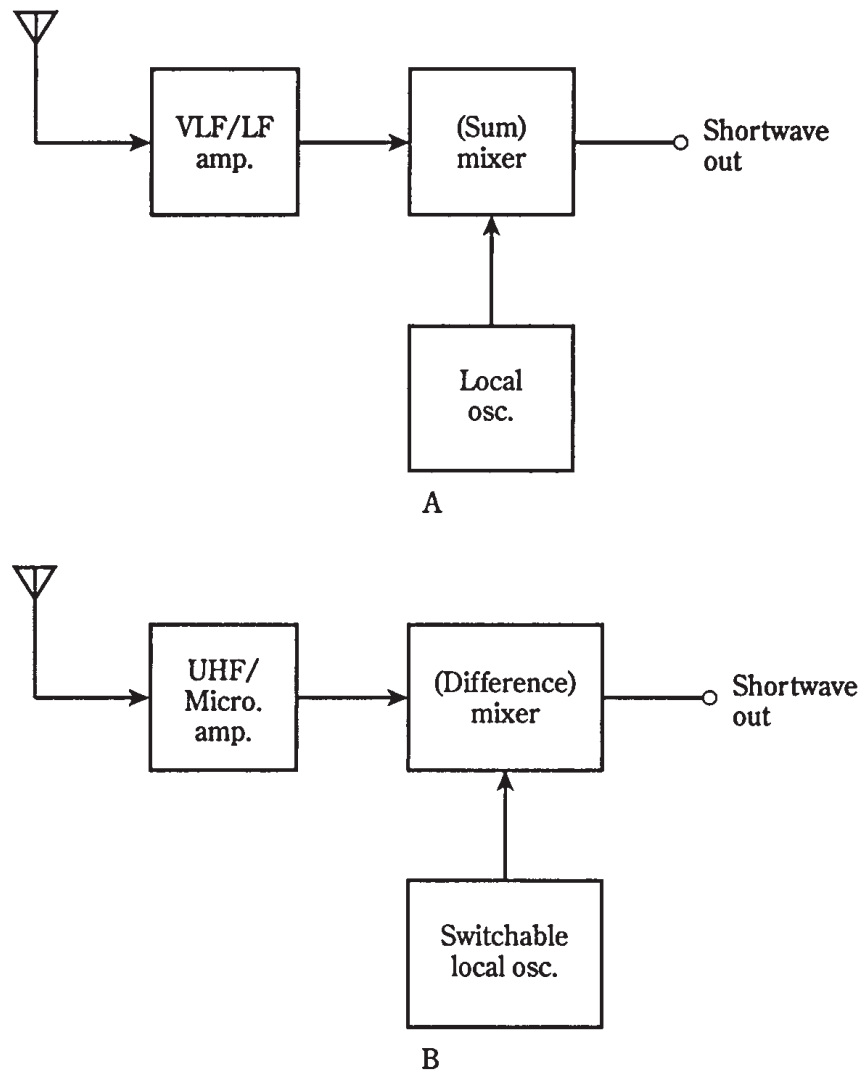 VLF/LF
amp.
(Sum)
mixer
Shortwave
out
Local
osc.
A
UHF/
Micro.
amp.
(Difference)
mixer
Shortwave
out
Switchable
local osc.
B